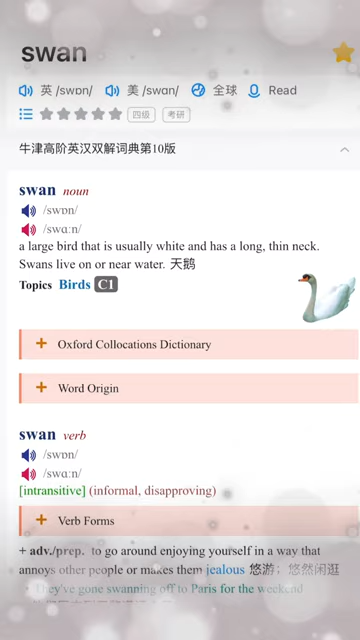 swan
英 /swɒn/ 美 /swɑn/ 全球 Read
四级 考研
牛津高阶英汉双解词典第10版
swan noun
/swɒn/
/swɑːn/
a large bird that is usually white and has a long, thin neck.
Swans live on or near water. 天鹅
Topics Birds C1
+ Oxford Collocations Dictionary
+ Word Origin
swan verb
/swɒn/
/swɑːn/
[intransitive] (informal, disapproving)
+ Verb Forms
+ adv./prep. to go around enjoying yourself in a way that
annoys other people or makes them jealous 悠游；悠然闲逛
• They've gone swanning off to Paris for the weekend